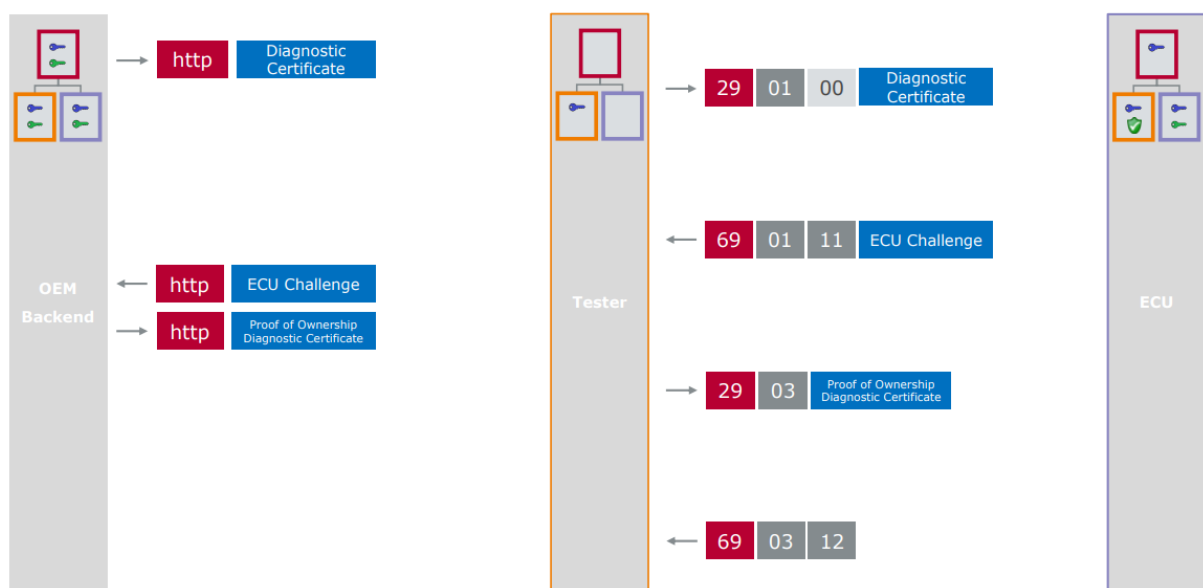 http
Diagnostic
Certificate
29
01
00
Diagnostic
Certificate
69
01
11
ECU Challenge
OEM
Backend
http
ECU Challenge
http
Proof of Ownership
Diagnostic Certificate
Tester
ECU
29
03
Proof of Ownership
Diagnostic Certificate
69
03
12